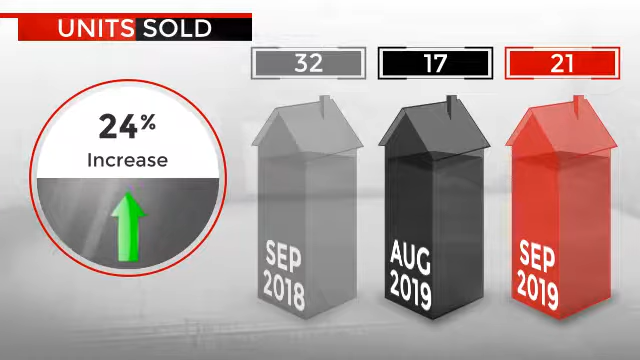 UNITS SOLD
32
17
21
24%
Increase
SEP
2018
AUG
2019
SEP
2019